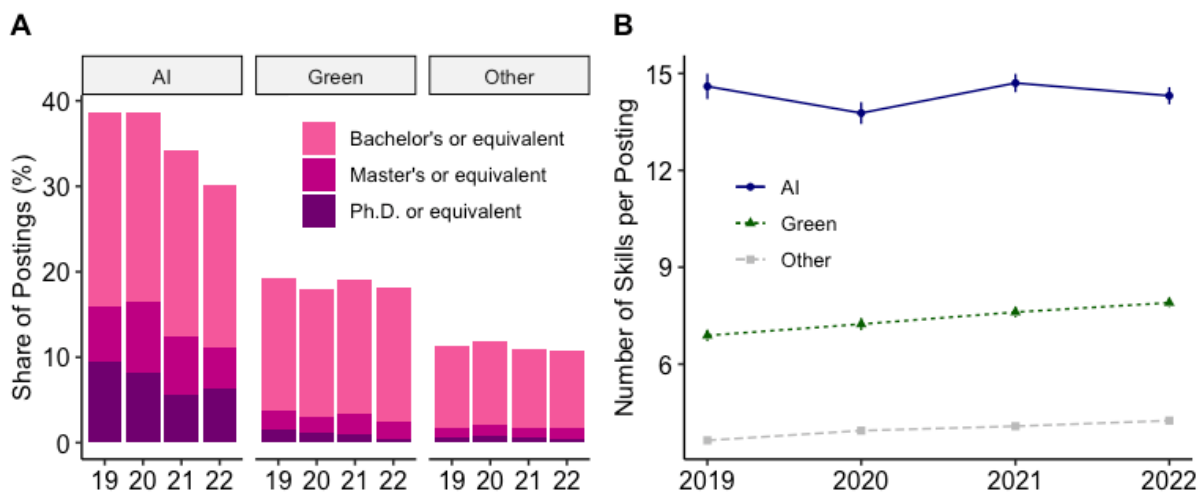 A
AI
Green
Other
Share of Postings (%)
40
30
20
10
0
Bachelor's or equivalent
Master's or equivalent
Ph.D. or equivalent
19 20 21 22
19 20 21 22
19 20 21 22
B
Number of Skills per Posting
15
12
9
6
AI
Green
Other
2019 2020 2021 2022